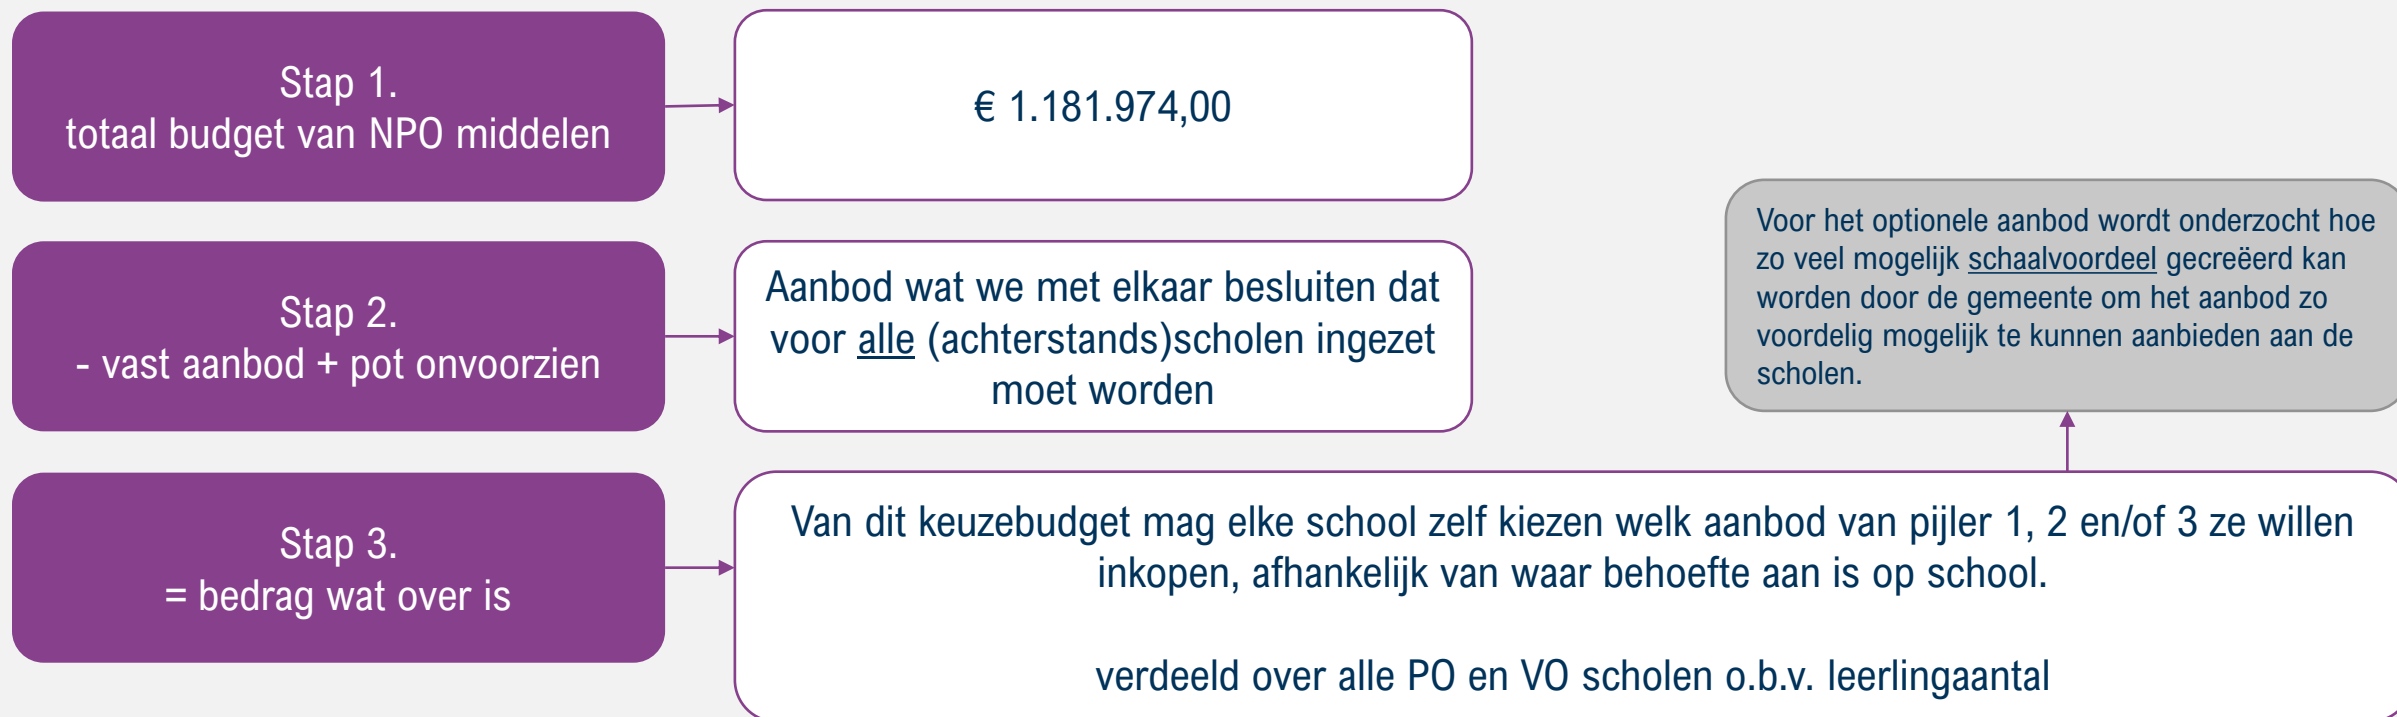 Stap 1.
totaal budget van NPO middelen
€ 1.181.974,00
Stap 2.
- vast aanbod + pot onvoorzien
Aanbod wat we met elkaar besluiten dat
voor alle (achterstands)scholen ingezet
moet worden
Voor het optionele aanbod wordt onderzocht hoe
zo veel mogelijk schaalvoordeel gecreëerd kan
worden door de gemeente om het aanbod zo
voordelig mogelijk te kunnen aanbieden aan de
scholen.
Stap 3.
= bedrag wat over is
Van dit keuzebudget mag elke school zelf kiezen welk aanbod van pijler 1, 2 en/of 3 ze willen
inkopen, afhankelijk van waar behoefte aan is op school.
verdeeld over alle PO en VO scholen o.b.v. leerlingaantal